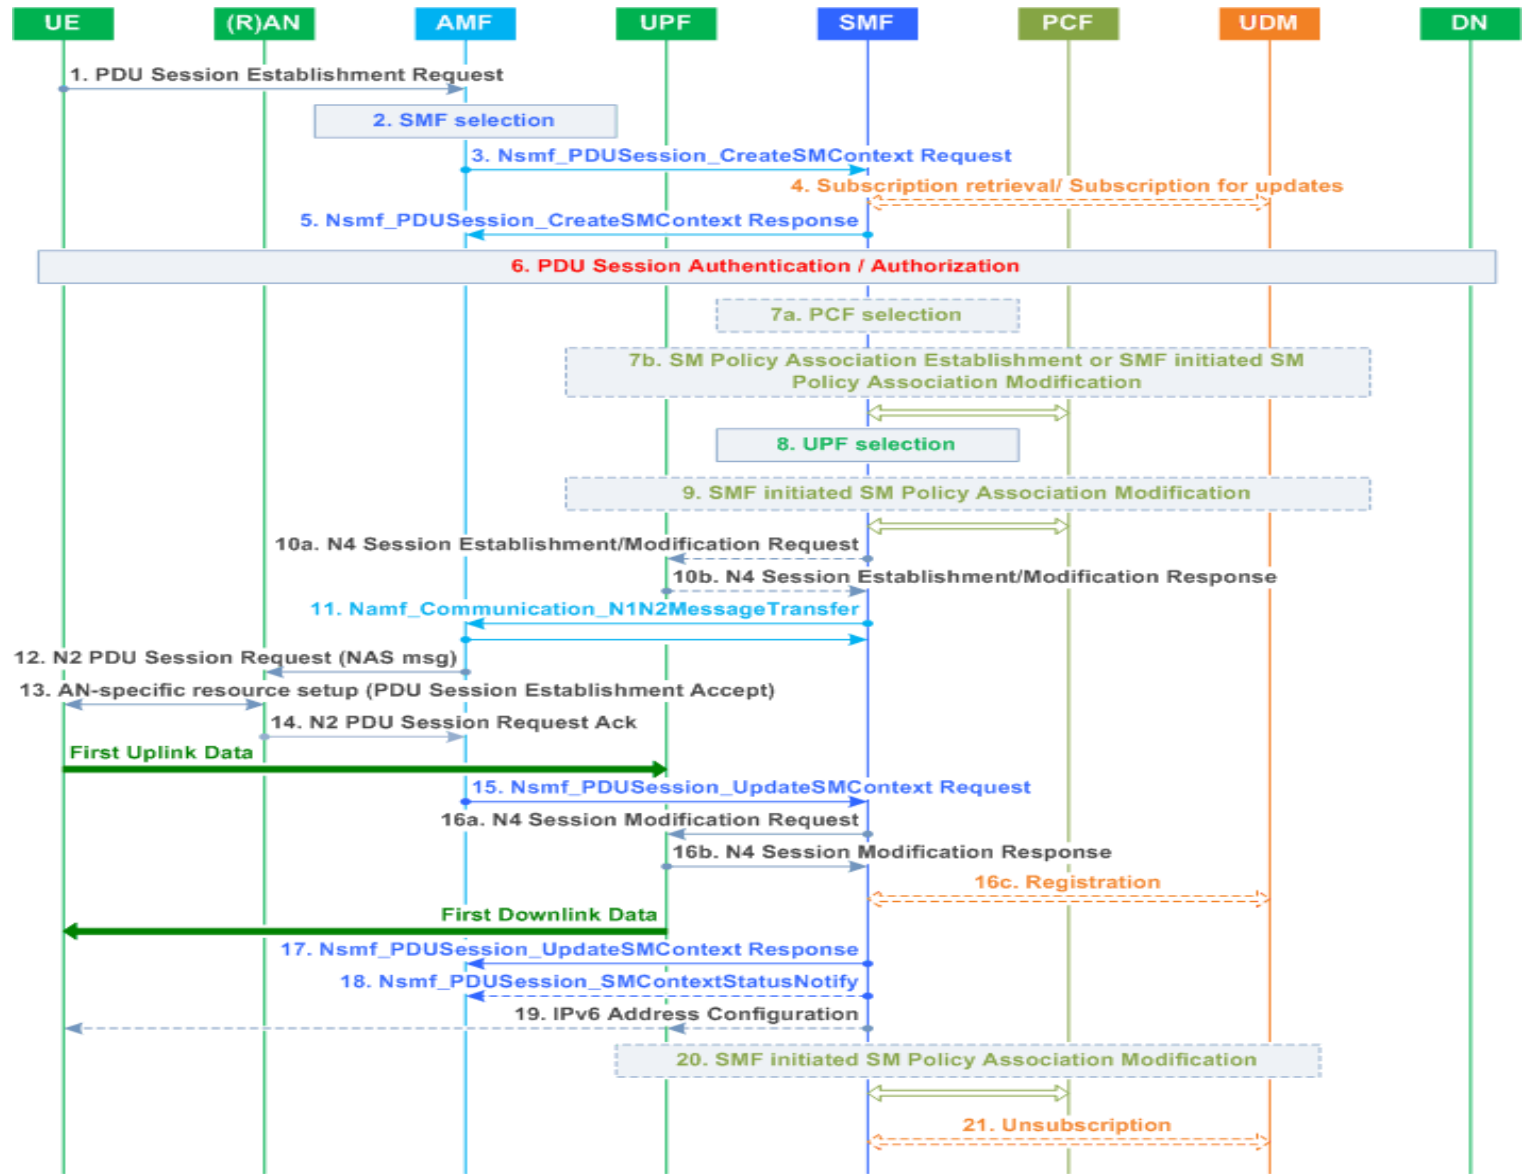 UE (R)AN AMF UPF SMF PCF UDM DN
1. PDU Session Establishment Request
2. SMF selection
3. Nsmf_PDUSession_CreateSMContext Request
4. Subscription retrieval/ Subscription for updates
5. Nsmf_PDUSession_CreateSMContext Response
6. PDU Session Authentication / Authorization
7a. PCF selection
7b. SM Policy Association Establishment or SMF initiated SM
Policy Association Modification
8. UPF selection
9. SMF initiated SM Policy Association Modification
10a. N4 Session Establishment/Modification Request
10b. N4 Session Establishment/Modification Response
11. Namf_Communication_N1N2MessageTransfer
12. N2 PDU Session Request (NAS msg)
13. AN-specific resource setup (PDU Session Establishment Accept)
14. N2 PDU Session Request Ack
First Uplink Data
15. Nsmf_PDUSession_UpdateSMContext Request
16a. N4 Session Modification Request
16b. N4 Session Modification Response
16c. Registration
First Downlink Data
17. Nsmf_PDUSession_UpdateSMContext Response
18. Nsmf_PDUSession_SMContextStatusNotify
19. IPv6 Address Configuration
20. SMF initiated SM Policy Association Modification
21. Unsubscription